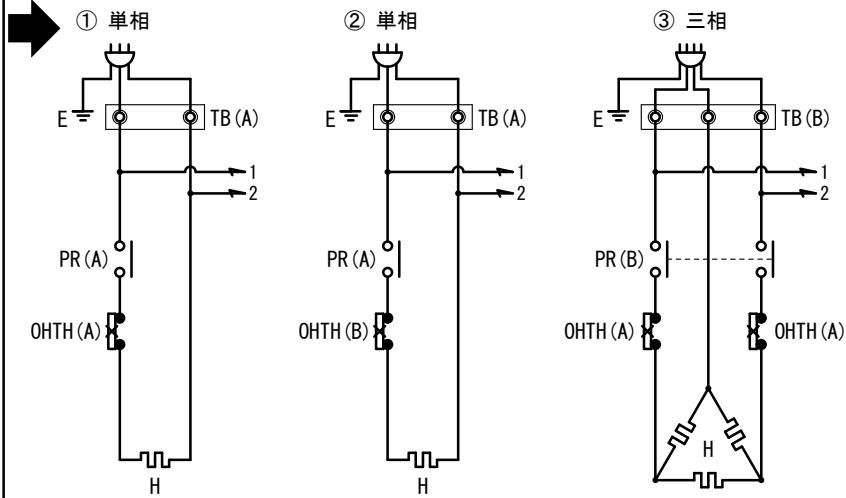 ① 単相
② 単相
③ 三相
E
TB(A)
E
TB(A)
E
TB(B)
1
2
1
2
1
2
PR(A)
PR(A)
PR(B)
OHTH(A)
OHTH(B)
OHTH(A)
OHTH(A)
H
H
H